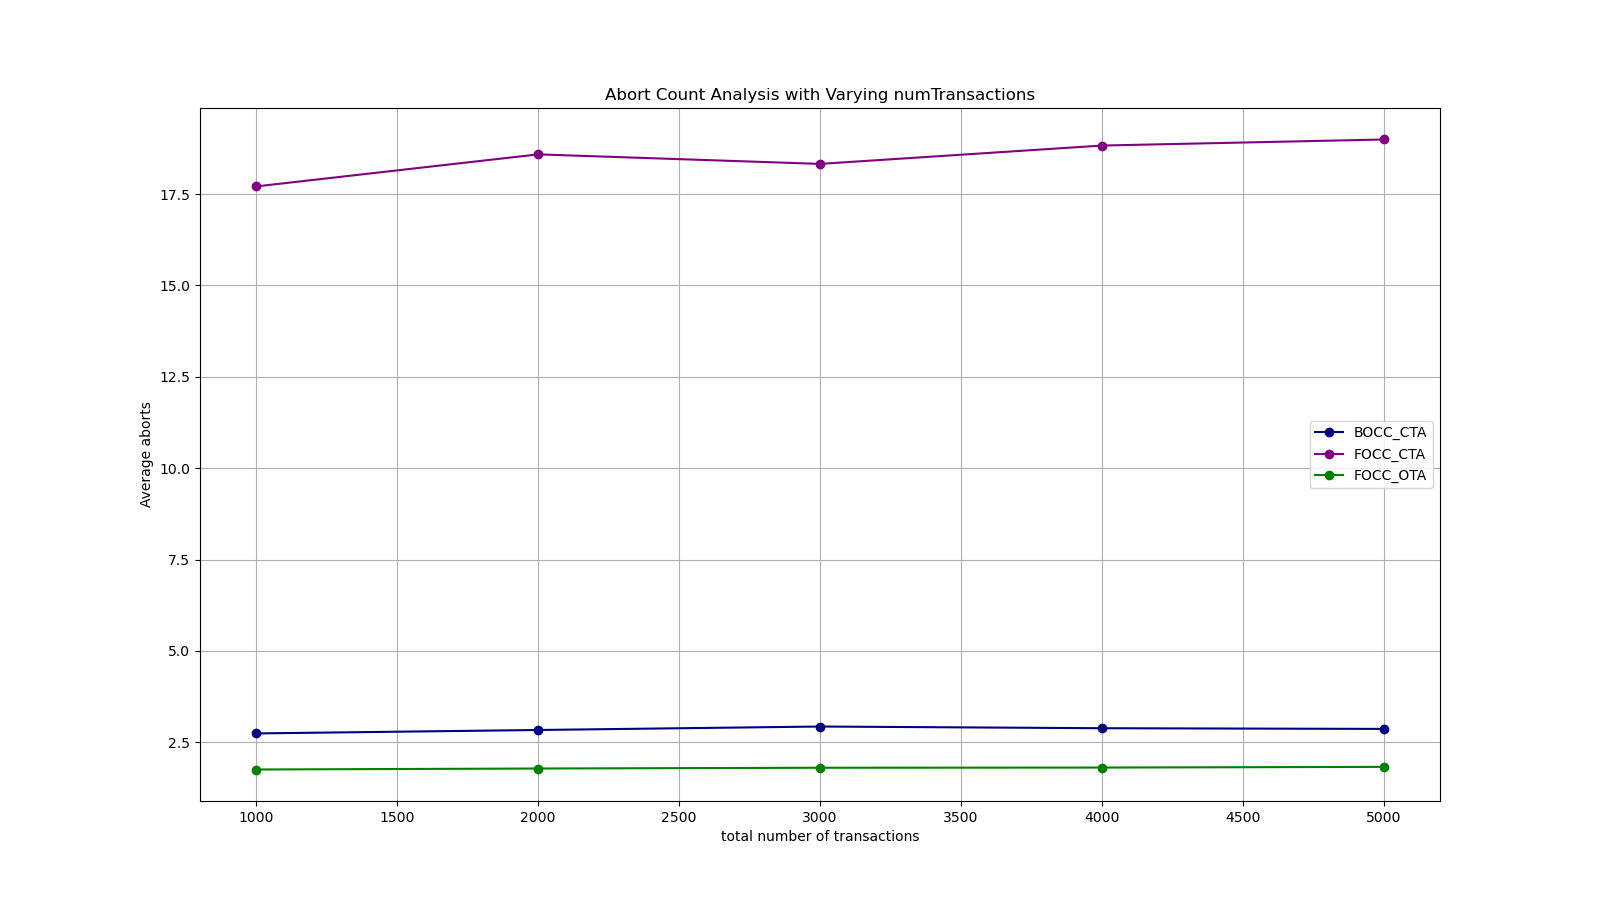 Abort Count Analysis with Varying numTransactions
17.5
15.0
12.5
10.0
7.5
5.0
2.5
Average aborts
BOCC_CTA
FOCC_CTA
FOCC_OTA
1000 1500 2000 2500 3000 3500 4000 4500 5000
total number of transactions